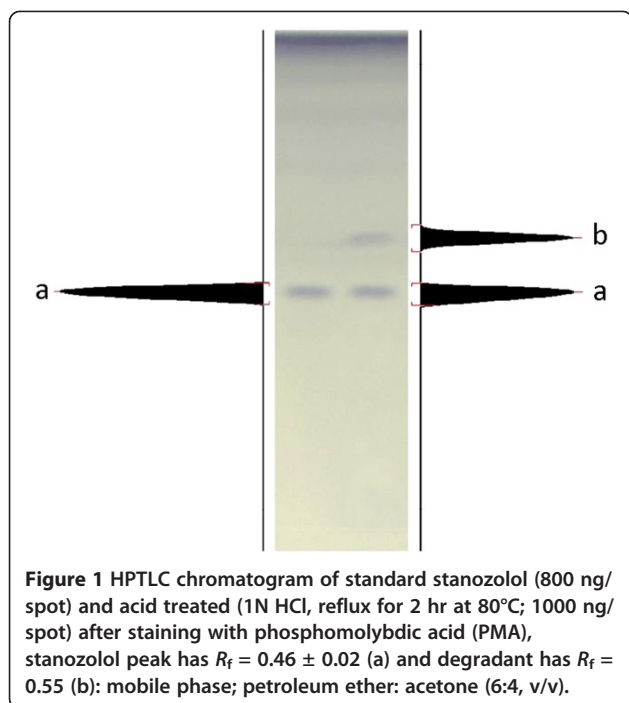 b
a
a
Figure 1 HPTLC chromatogram of standard stanozolol (800 ng/
spot) and acid treated (1N HCl, reflux for 2 hr at 80°C; 1000 ng/
spot) after staining with phosphomolybdic acid (PMA),
stanozolol peak has Rf = 0.46 ± 0.02 (a) and degradant has Rf =
0.55 (b): mobile phase; petroleum ether: acetone (6:4, v/v).